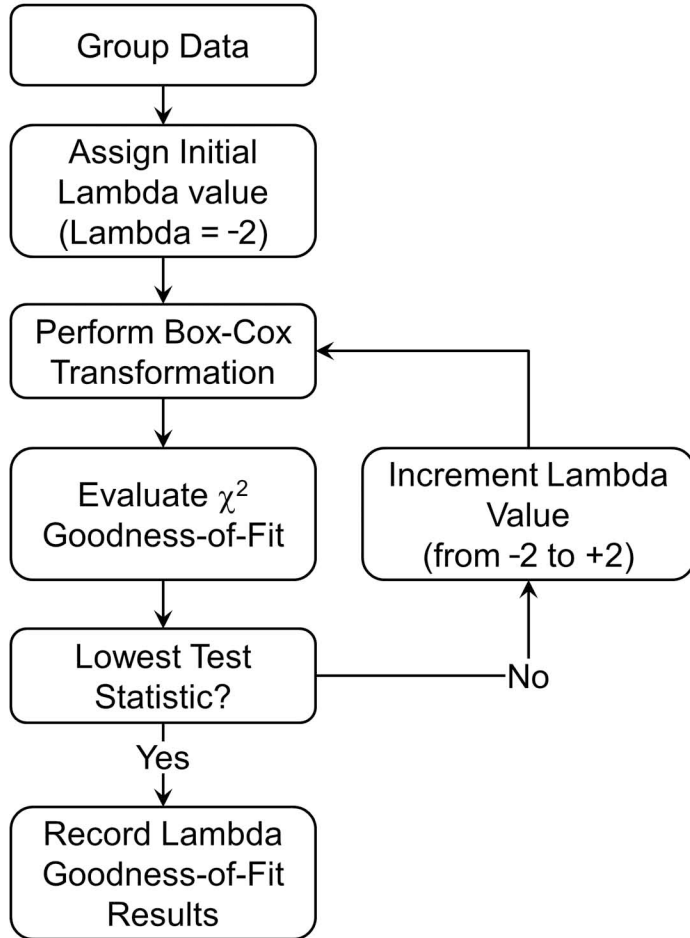 Group Data
Assign Initial
Lambda value
(Lambda = -2)
Perform Box-Cox
Transformation
Evaluate χ²
Goodness-of-Fit
Increment Lambda
Value
(from -2 to +2)
Lowest Test
Statistic?
No
Yes
Record Lambda
Goodness-of-Fit
Results